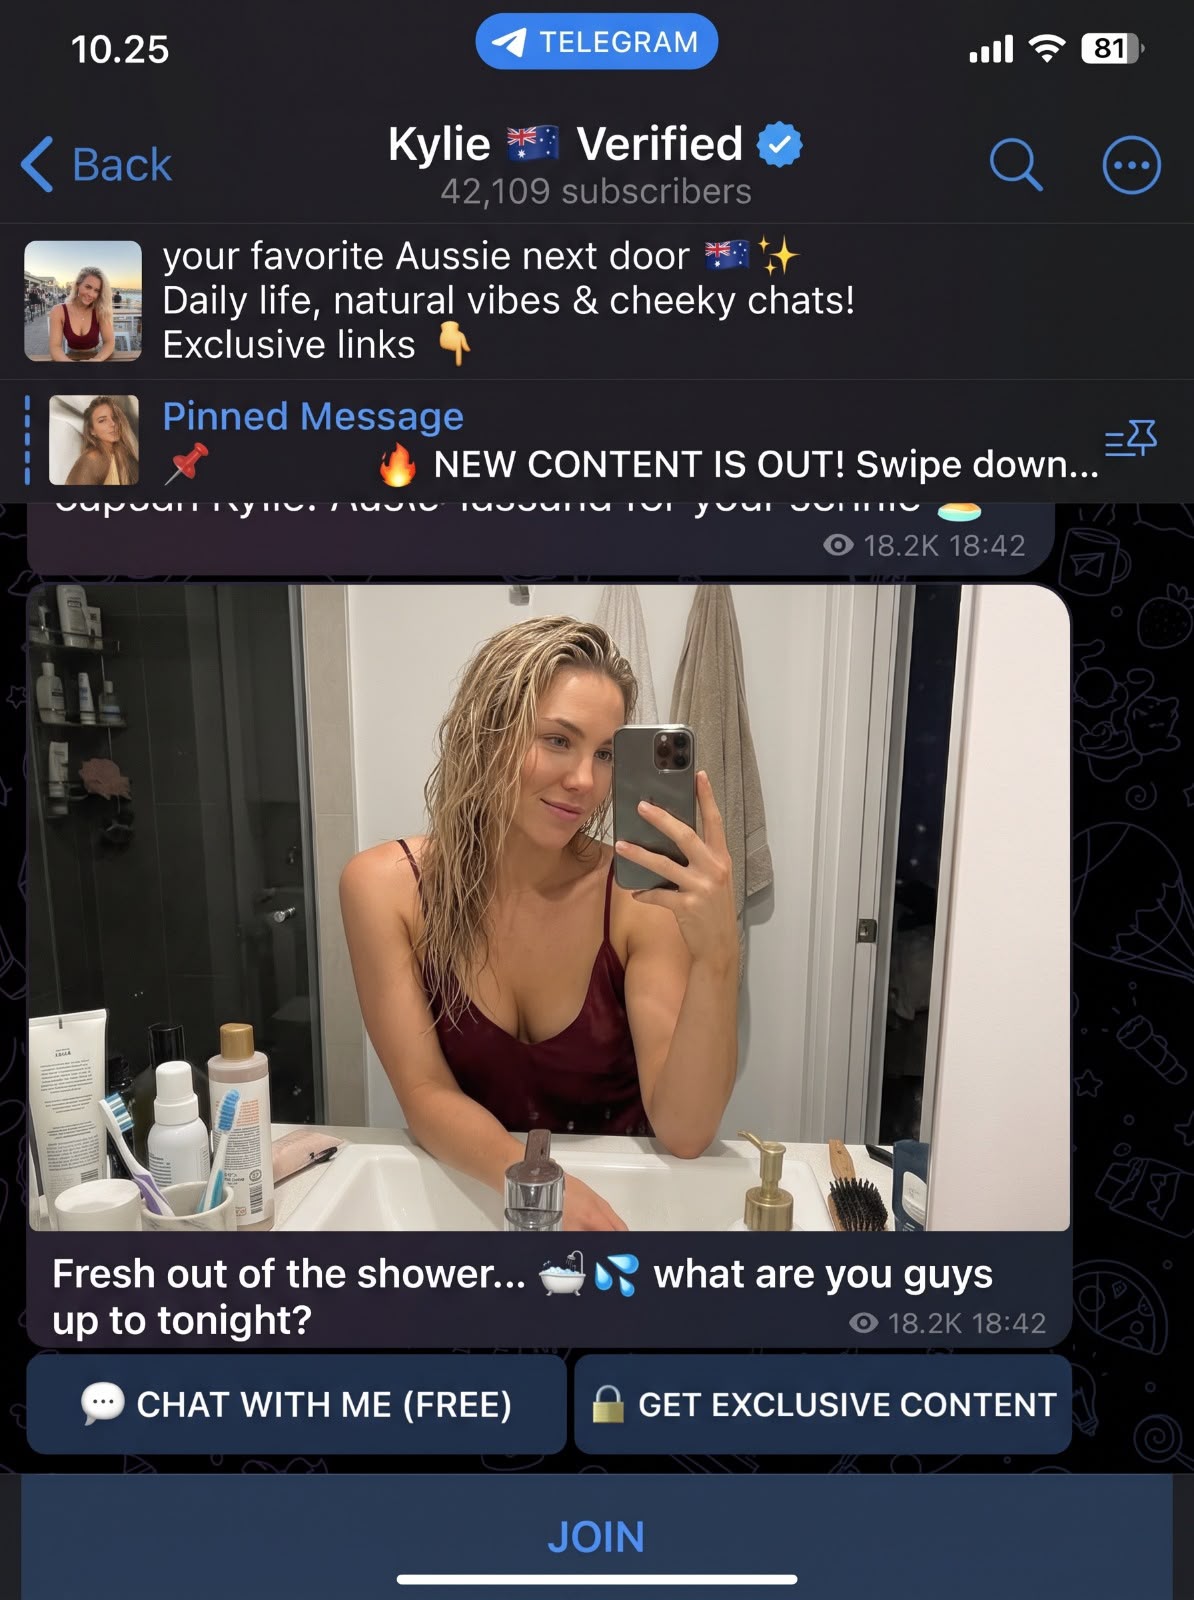 10.25
TELEGRAM
81
Back
Kylie 🇦🇺 Verified
42,109 subscribers
your favorite Aussie next door 🇦🇺✨
Daily life, natural vibes & cheeky chats!
Exclusive links 👇
Pinned Message
📌 🔥 NEW CONTENT IS OUT! Swipe down...
Kylie! for your
18.2K 18:42
Fresh out of the shower... 🛁💦 what are you guys
up to tonight?
18.2K 18:42
💬 CHAT WITH ME (FREE)
🔒 GET EXCLUSIVE CONTENT
JOIN